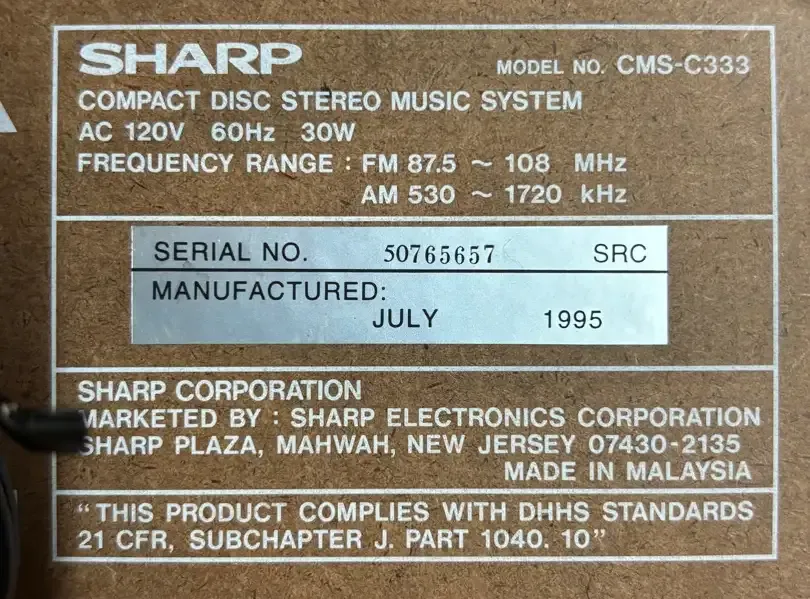 SHARP MODEL NO. CMS-C333
COMPACT DISC STEREO MUSIC SYSTEM
AC 120V 60Hz 30W
FREQUENCY RANGE : FM 87.5 ~ 108 MHz
AM 530 ~ 1720 kHz
SERIAL NO. 50765657 SRC
MANUFACTURED:
JULY 1995
SHARP CORPORATION
MARKETED BY : SHARP ELECTRONICS CORPORATION
SHARP PLAZA, MAHWAH, NEW JERSEY 07430-2135
MADE IN MALAYSIA
“THIS PRODUCT COMPLIES WITH DHHS STANDARDS
21 CFR, SUBCHAPTER J. PART 1040. 10”